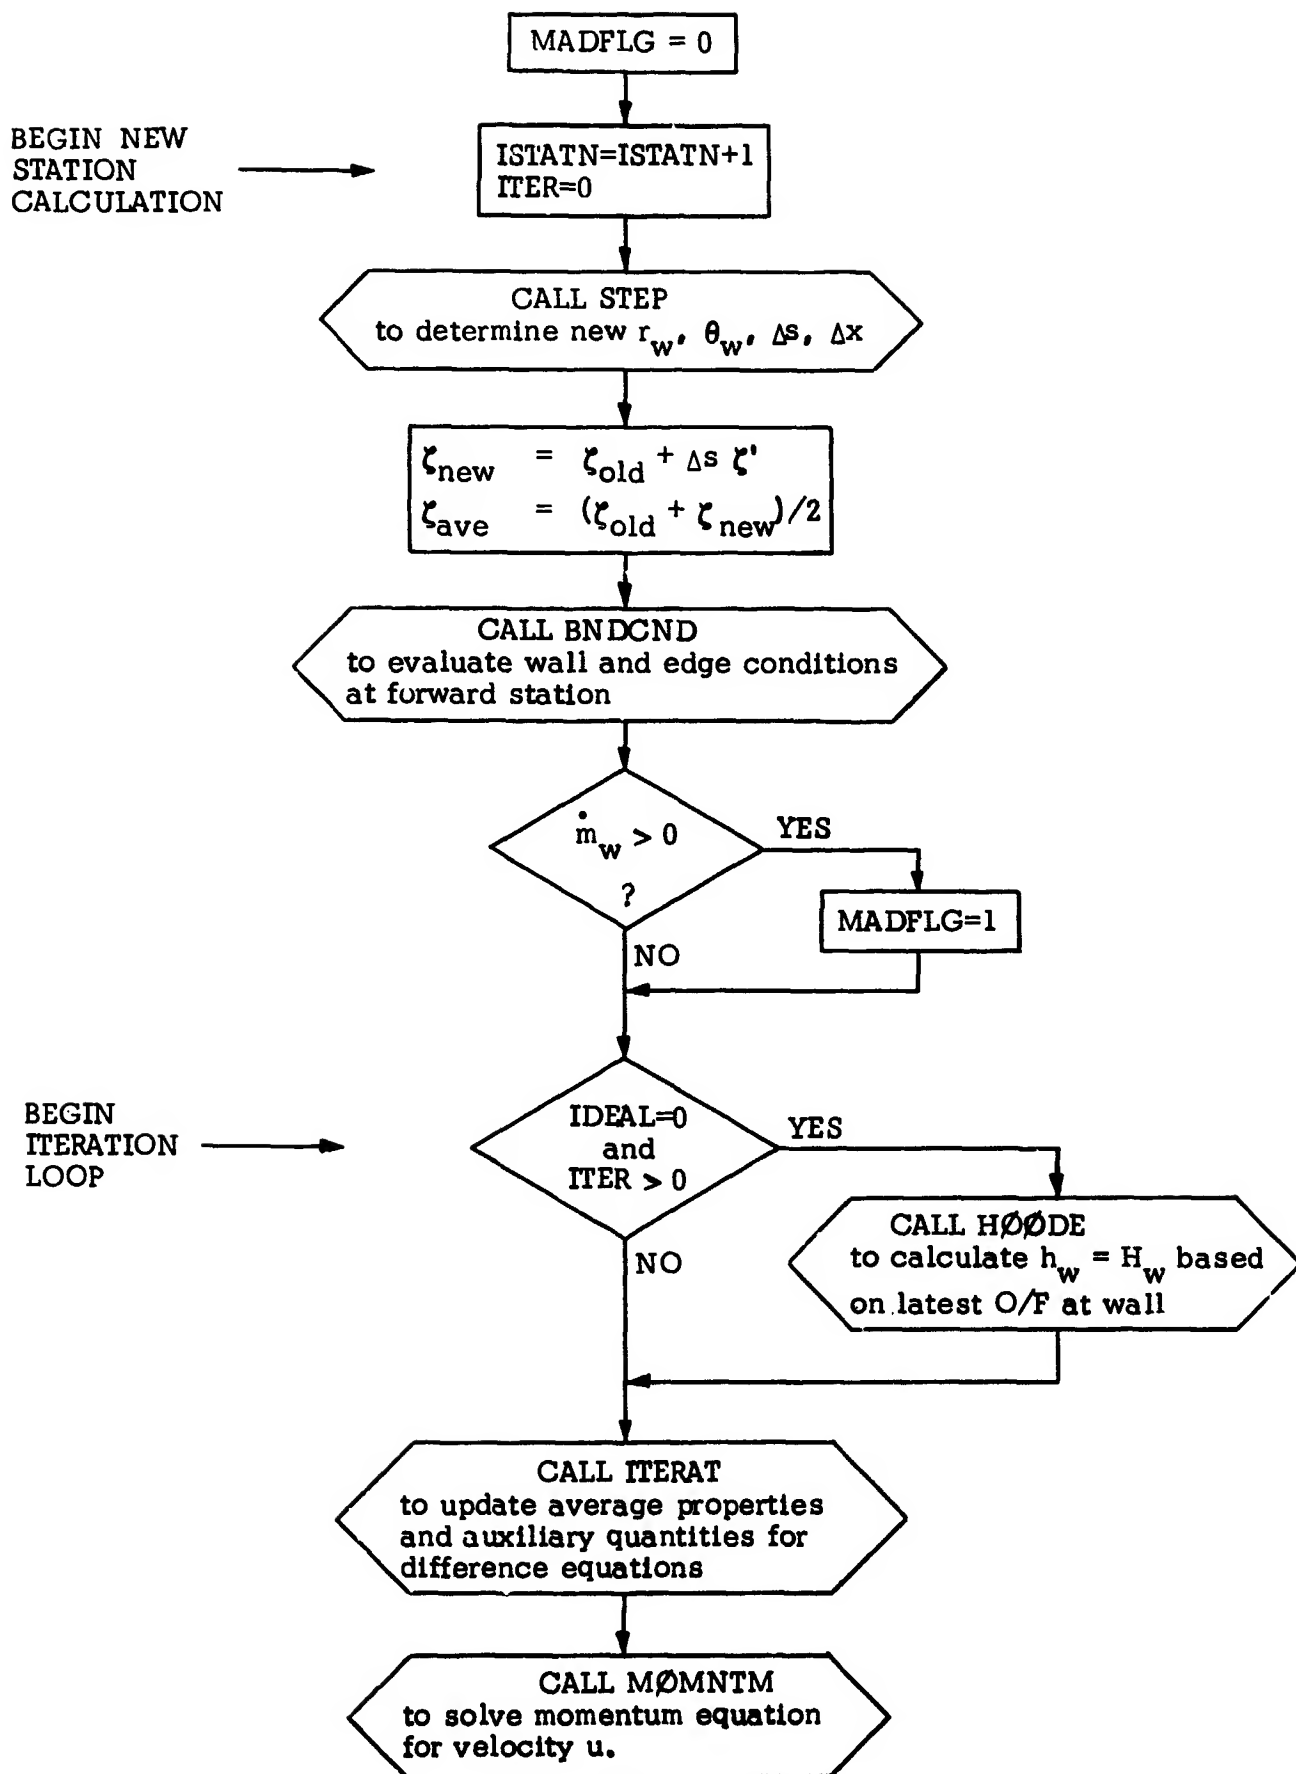 MADFLG = 0
BEGIN NEW
STATION
CALCULATION
ISTATN=ISTATN+1
ITER=0
CALL STEP
to determine new r_w, θ_w, Δs, Δx
ζ_new = ζ_old + Δs ζ'
ζ_ave = (ζ_old + ζ_new)/2
CALL BNDCND
to evaluate wall and edge conditions
at forward station
ṁ_w > 0
?
YES
MADFLG=1
NO
BEGIN
ITERATION
LOOP
IDEAL=0
and
ITER > 0
YES
NO
CALL HØØDE
to calculate h_w = H_w based
on latest O/F at wall
CALL ITERAT
to update average properties
and auxiliary quantities for
difference equations
CALL MØMNTM
to solve momentum equation
for velocity u.